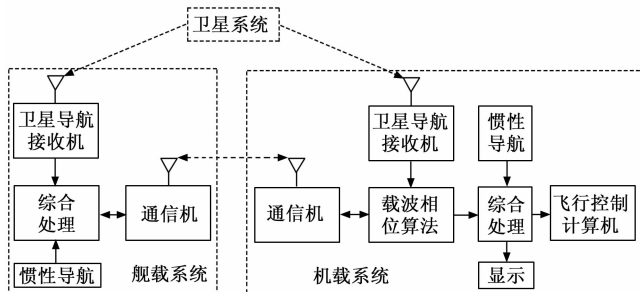 卫星系统
卫星导航
接收机
综合
处理
通信机
惯性导航
舰载系统
卫星导航
接收机
惯性
导航
通信机
载波相
位算法
综合
处理
飞行控制
计算机
显示
机载系统